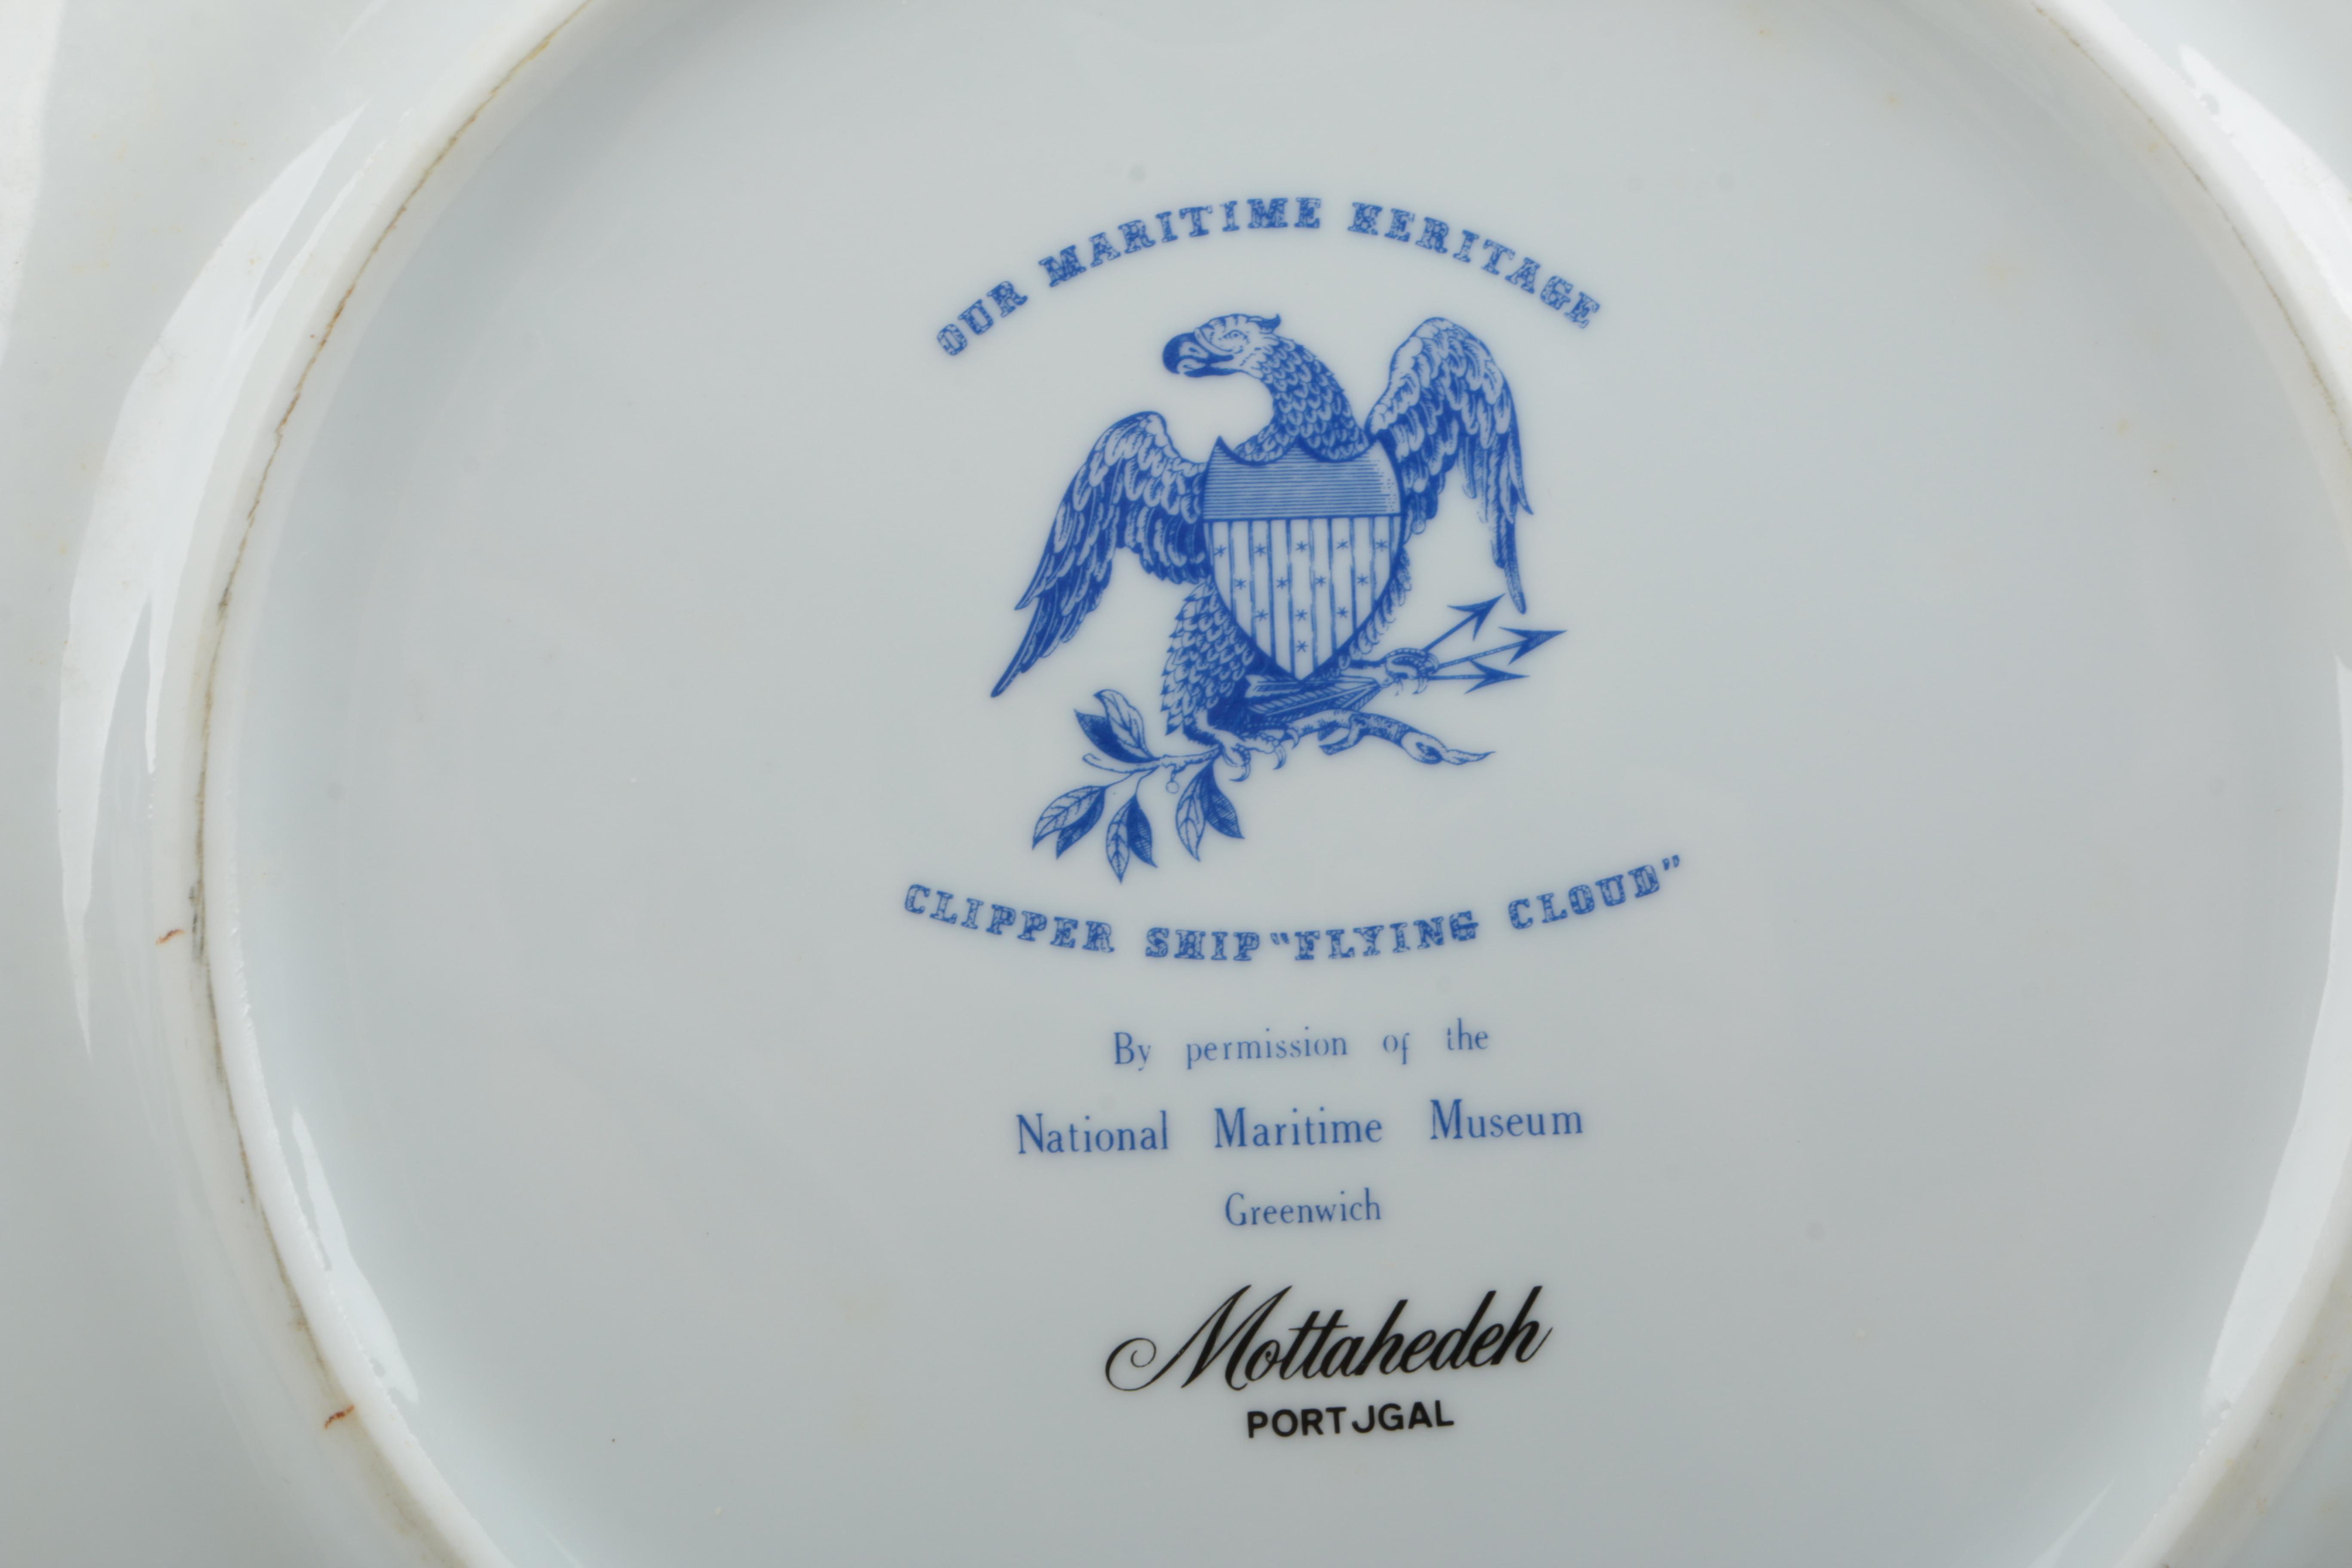 OUR MARITIME HERITAGE
CLIPPER SHIP "FLYING CLOUD"
By permission of the
National Maritime Museum
Greenwich
Mottahedeh
PORTJGAL